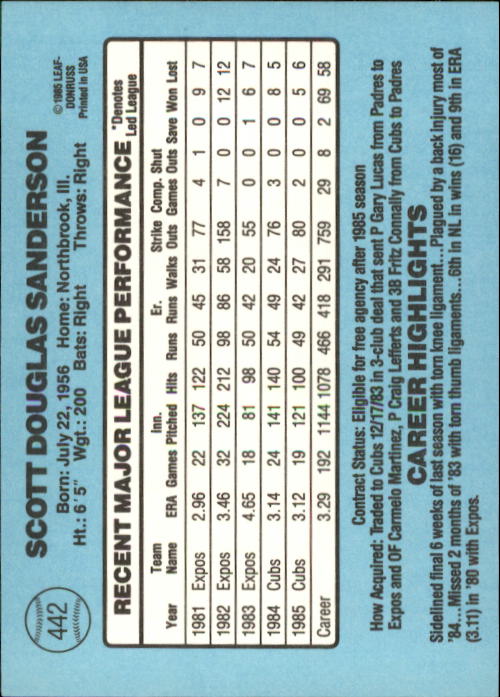 442
SCOTT DOUGLAS SANDERSON
Born: July 22, 1956 Home: Northbrook, Ill.
Ht.: 6'5" Wgt.: 200 Bats: Right Throws: Right
©1985 LEAF-
DONRUSS
Printed in USA
RECENT MAJOR LEAGUE PERFORMANCE *Denotes
Led League
Team Inn. Er. Strike Comp. Shut
Year Name ERA Games Pitched Hits Runs Runs Walks Outs Games Outs Save Won Lost
1981 Expos 2.96 22 137 122 50 45 31 77 4 1 0 9 7
1982 Expos 3.46 32 224 212 98 86 58 158 7 0 0 12 12
1983 Expos 4.65 18 81 98 50 42 20 55 0 0 1 6 7
1984 Cubs 3.14 24 141 140 54 49 24 76 3 0 0 8 5
1985 Cubs 3.12 19 121 100 49 42 27 80 2 0 0 5 6
Career 3.29 192 1144 1078 466 418 291 759 29 8 2 69 58
Contract Status: Eligible for free agency after 1985 season
How Acquired: Traded to Cubs 12/17/83 in 3-club deal that sent P Gary Lucas from Padres to
Expos and OF Carmelo Martinez, P Craig Lefferts and 3B Fritz Connally from Cubs to Padres
CAREER HIGHLIGHTS
Sidelined final 6 weeks of last season with torn knee ligament... Plagued by a back injury most of
'84... Missed 2 months of '83 with torn thumb ligaments... 6th in NL in wins (16) and 9th in ERA
(3.11) in '80 with Expos.